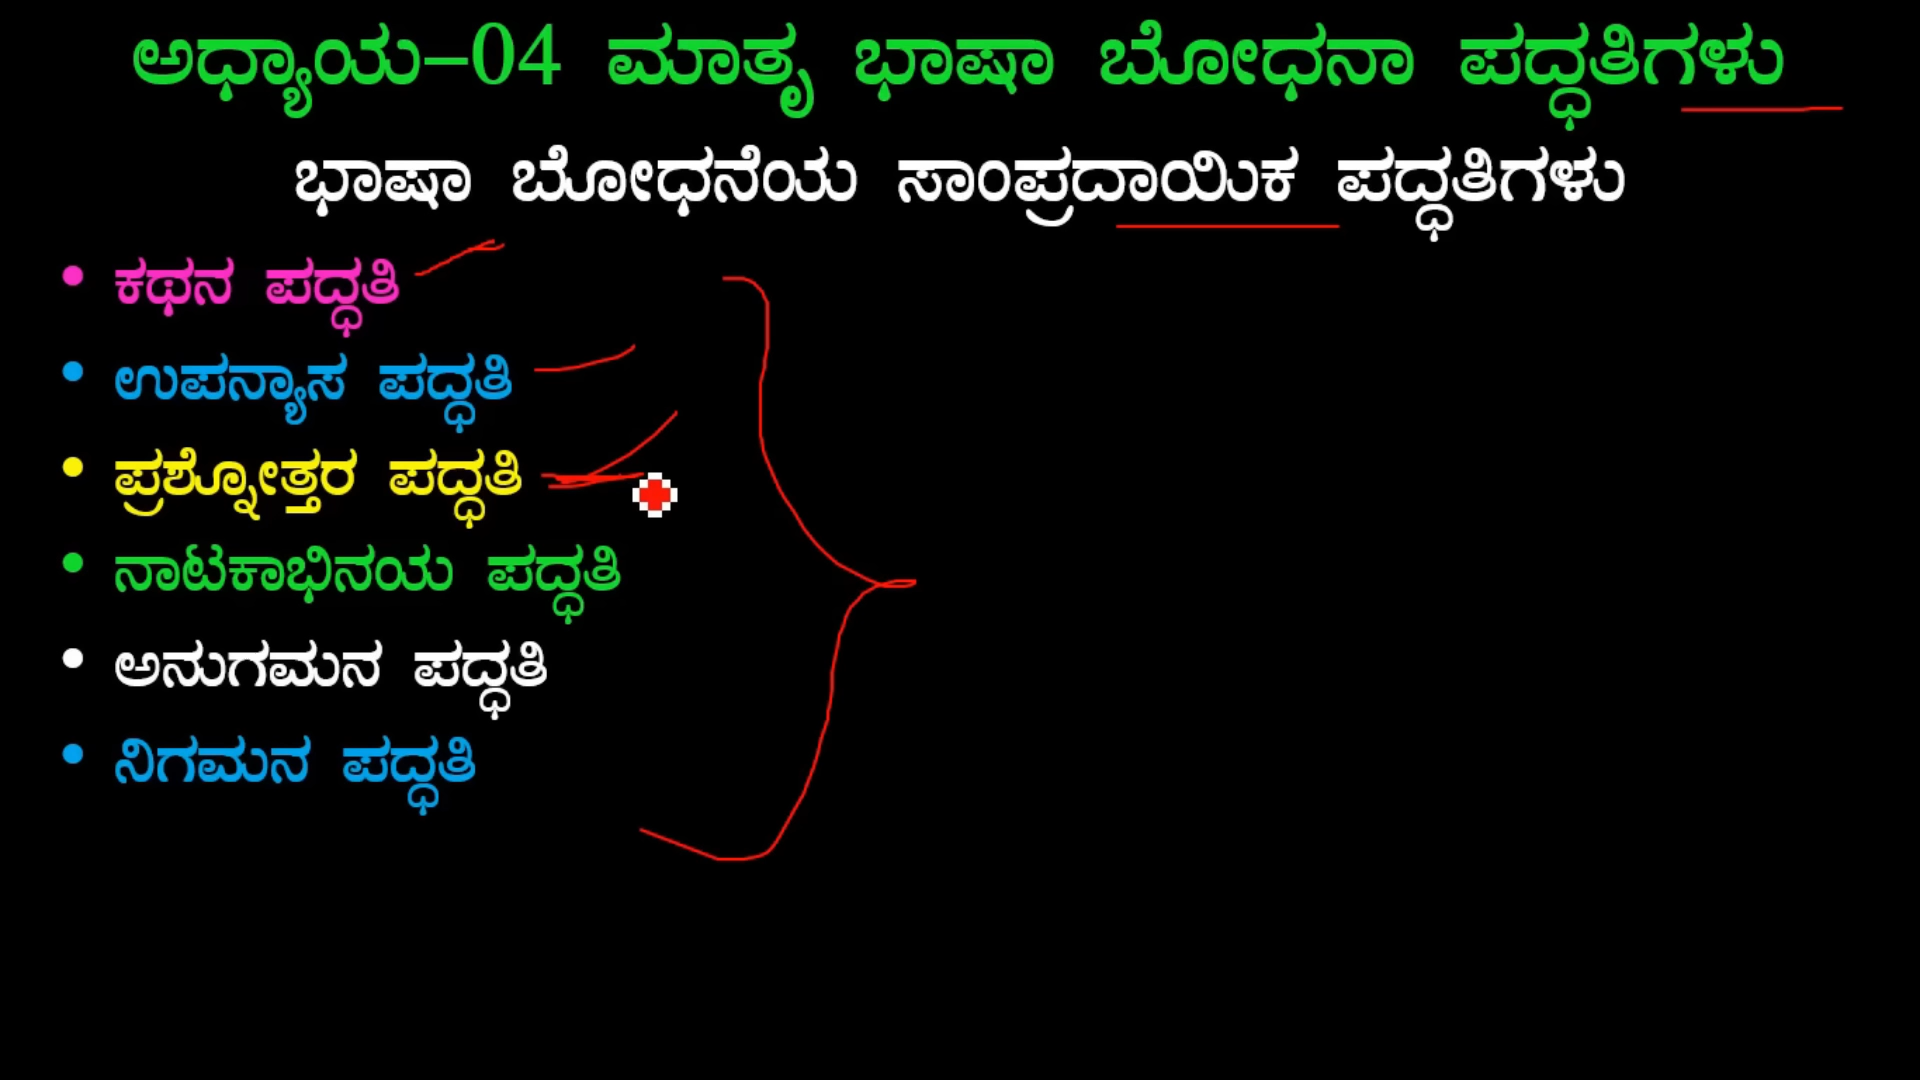 ಅಧ್ಯಾಯ–04 ಮಾತೃ ಭಾಷಾ ಬೋಧನಾ ಪದ್ಧತಿಗಳು
ಭಾಷಾ ಬೋಧನೆಯ ಸಾಂಪ್ರದಾಯಿಕ ಪದ್ಧತಿಗಳು
• ಕಥನ ಪದ್ಧತಿ
• ಉಪನ್ಯಾಸ ಪದ್ಧತಿ
• ಪ್ರಶ್ನೋತ್ತರ ಪದ್ಧತಿ
• ನಾಟಕಾಭಿನಯ ಪದ್ಧತಿ
• ಅನುಗಮನ ಪದ್ಧತಿ
• ನಿಗಮನ ಪದ್ಧತಿ